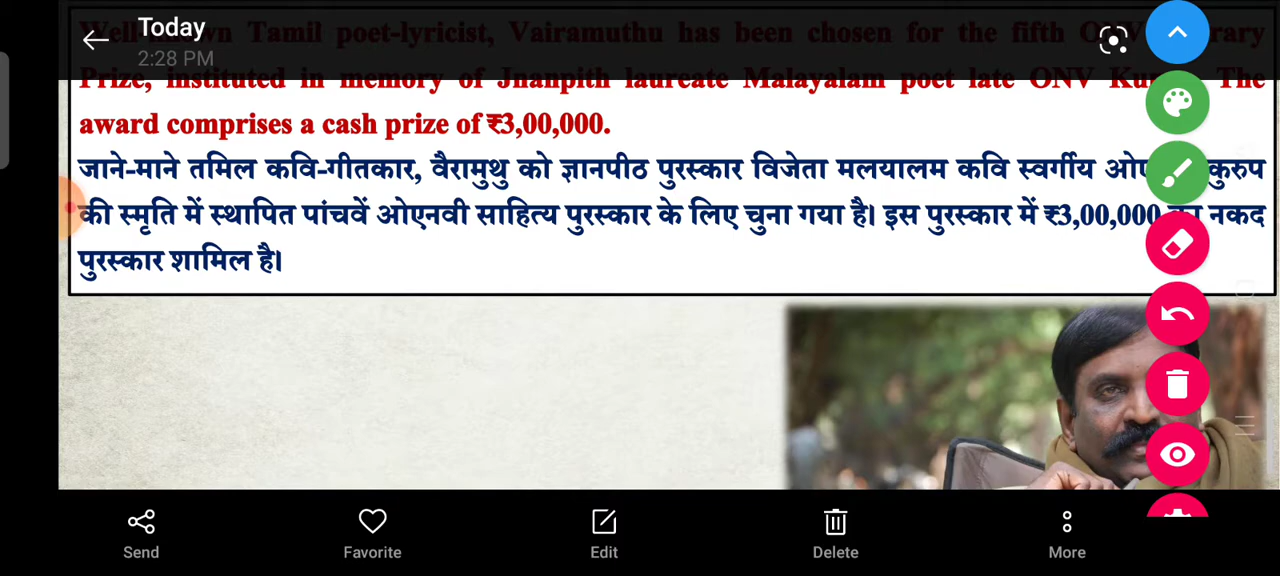 Today
2:28 PM
Well-known Tamil poet-lyricist, Vairamuthu has been chosen for the fifth
Prize, instituted in memory of Jnanpith laureate Malayalam poet late ONV The
award comprises a cash prize of ₹3,00,000.
जाने-माने तमिल कवि-गीतकार, वैरामुथु को ज्ञानपीठ पुरस्कार विजेता मलयालम कवि स्वर्गीय कुरुप
की स्मृति में स्थापित पांचवें ओएनवी साहित्य पुरस्कार के लिए चुना गया है। इस पुरस्कार में ₹3,00,000 नकद
पुरस्कार शामिल है।
Send Favorite Edit Delete More